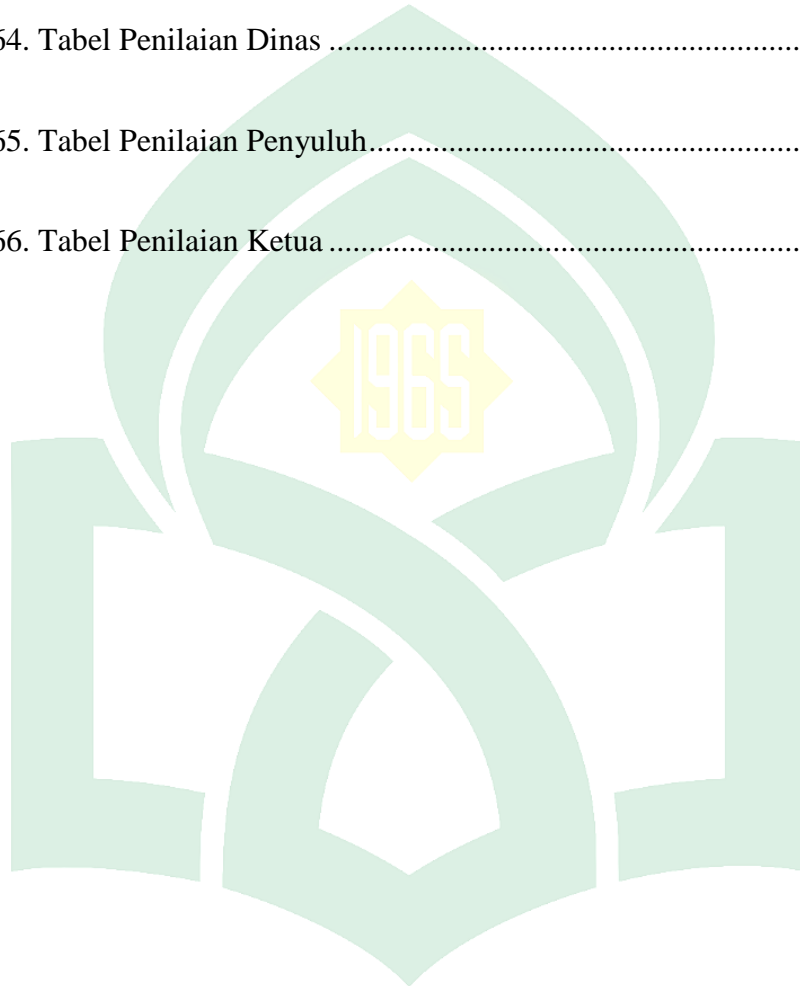 64. Tabel Penilaian Dinas ............................................................
65. Tabel Penilaian Penyuluh.......................................................
66. Tabel Penilaian Ketua ............................................................
1965